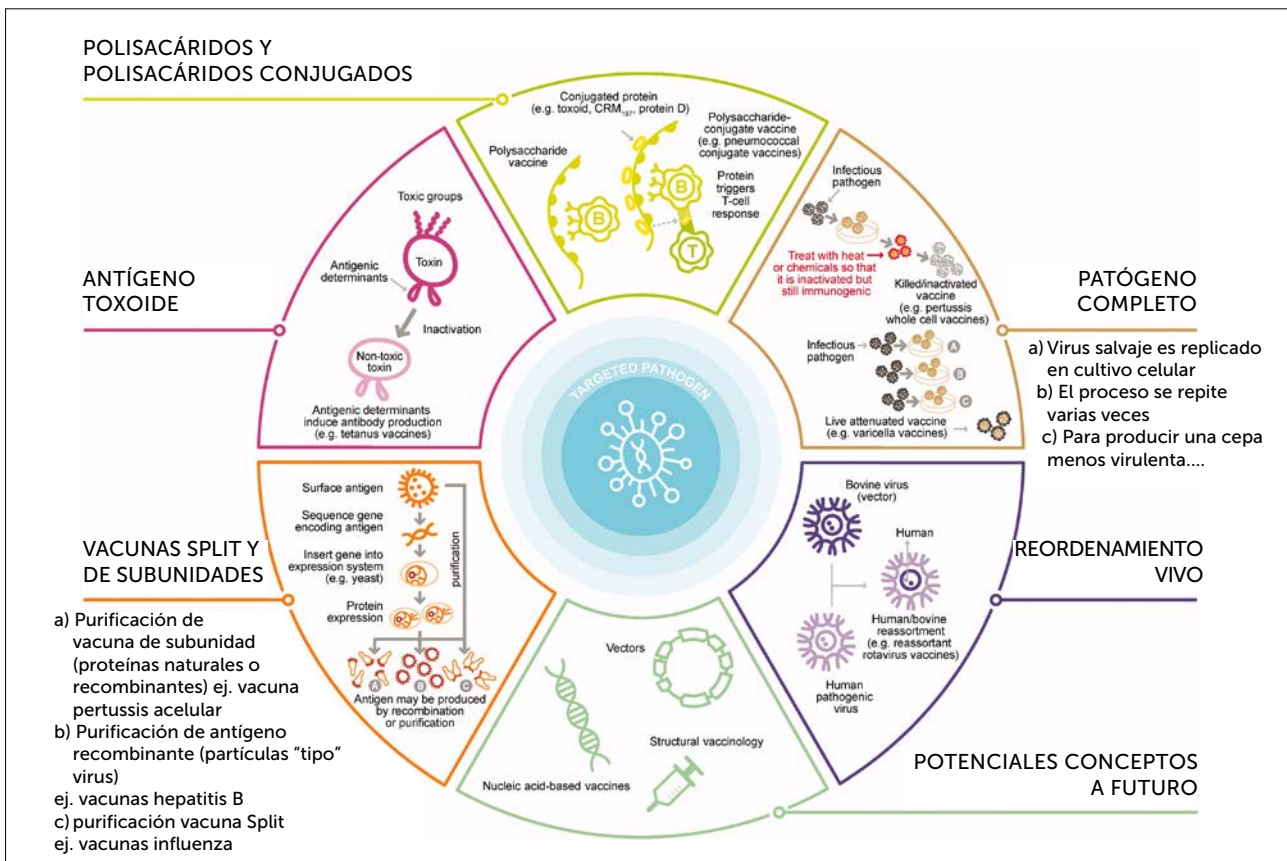 POLISACÁRIDOS Y
POLISACÁRIDOS CONJUGADOS
Conjugated protein
(e.g. toxoid, CRM197, protein D)
Polysaccharide
vaccine
Polysaccharide-
conjugate vaccine
(e.g. pneumococcal
conjugate vaccines)
Protein
triggers
T-cell
response
B
B
T
ANTÍGENO
TOXOIDE
Toxic groups
Toxin
Antigenic
determinants
Inactivation
Non-toxic
toxin
Antigenic determinants
induce antibody production
(e.g. tetanus vaccines)
TARGETED PATHOGEN
PATÓGENO
COMPLETO
Infectious
pathogen
Treat with heat
or chemicals so that
it is inactivated but
still immunogenic
Killed/inactivated
vaccine
(e.g. pertussis
whole cell vaccines)
Infectious
pathogen
A
B
C
Live attenuated vaccine
(e.g. varicella vaccines)
a) Virus salvaje es replicado
en cultivo celular
b) El proceso se repite
varias veces
c) Para producir una cepa
menos virulenta....
VACUNAS SPLIT Y
DE SUBUNIDADES
Surface antigen
Sequence gene
encoding antigen
Insert gene into
expression system
(e.g. yeast)
Protein
expression
purification
A
B
C
Antigen may be produced
by recombination
or purification
a) Purificación de
vacuna de subunidad
(proteínas naturales o
recombinantes) ej. vacuna
pertussis acelular
b) Purificación de antígeno
recombinante (partículas “tipo”
virus)
ej. vacunas hepatitis B
c) purificación vacuna Split
ej. vacunas influenza
REORDENAMIENTO
VIVO
Bovine virus
(vector)
Human
Human/bovine
reassortment
(e.g. reassortant
rotavirus vaccines)
Human
pathogenic
virus
POTENCIALES CONCEPTOS
A FUTURO
Vectors
Structural vaccinology
Nucleic acid-based vaccines